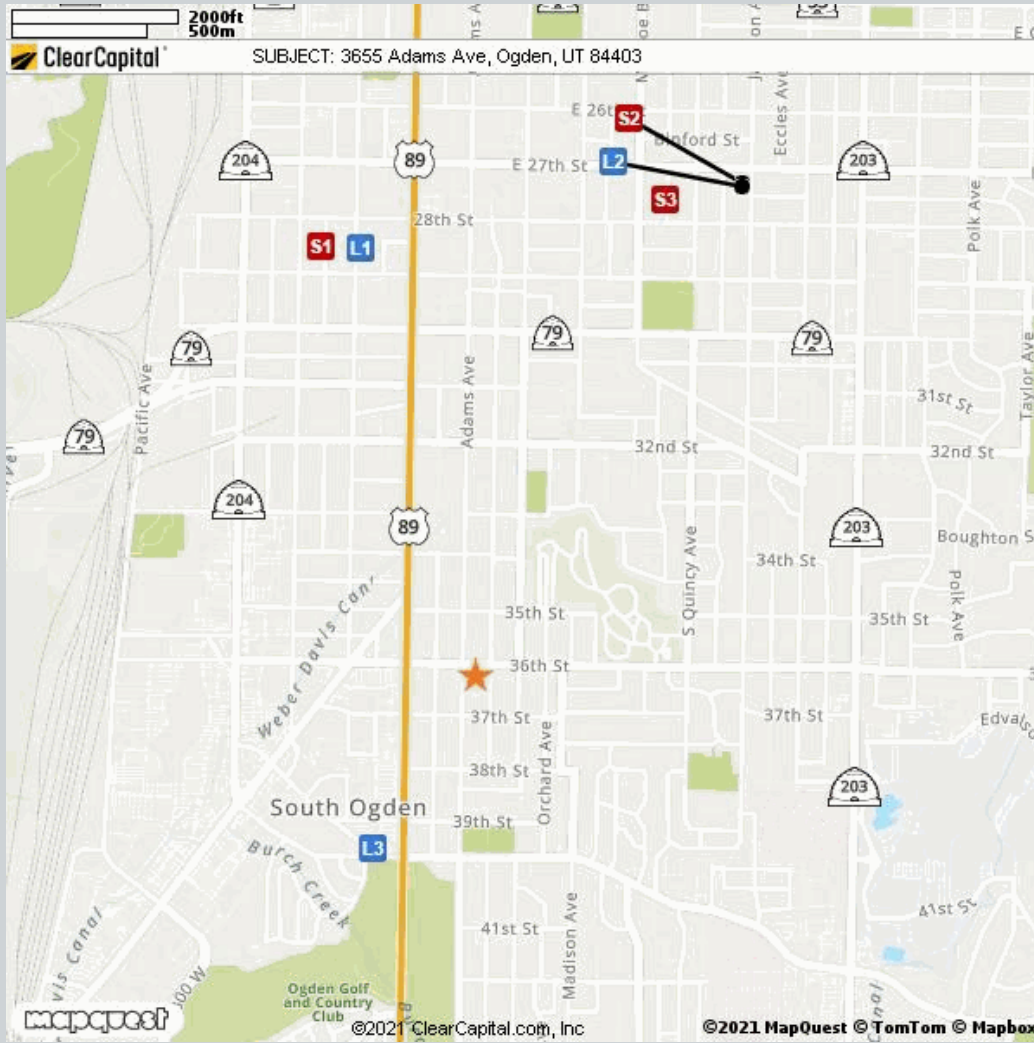 2000ft
500m
ClearCapital
SUBJECT: 3655 Adams Ave, Ogden, UT 84403
E 26th St
S2
Binford St
Eccles Ave
204
89
E 27th St
L2
203
S3
Polk Ave
28th St
S1
L1
79
79
79
Adams Ave
Pacific Ave
Taylor Ave
31st St
79
32nd St
32nd St
204
89
203
S Quincy Ave
Boughton S
34th St
Polk Ave
35th St
35th St
Weber Davis Can
36th St
37th St
37th St
Orchard Ave
38th St
203
South Ogden
39th St
L3
Burch Creek
41st St
41st St
Madison Ave
vis Canal
00 W
Ogden Golf
and Country
Club
mapquest
©2021 ClearCapital.com, Inc
©2021 MapQuest © TomTom © Mapbox